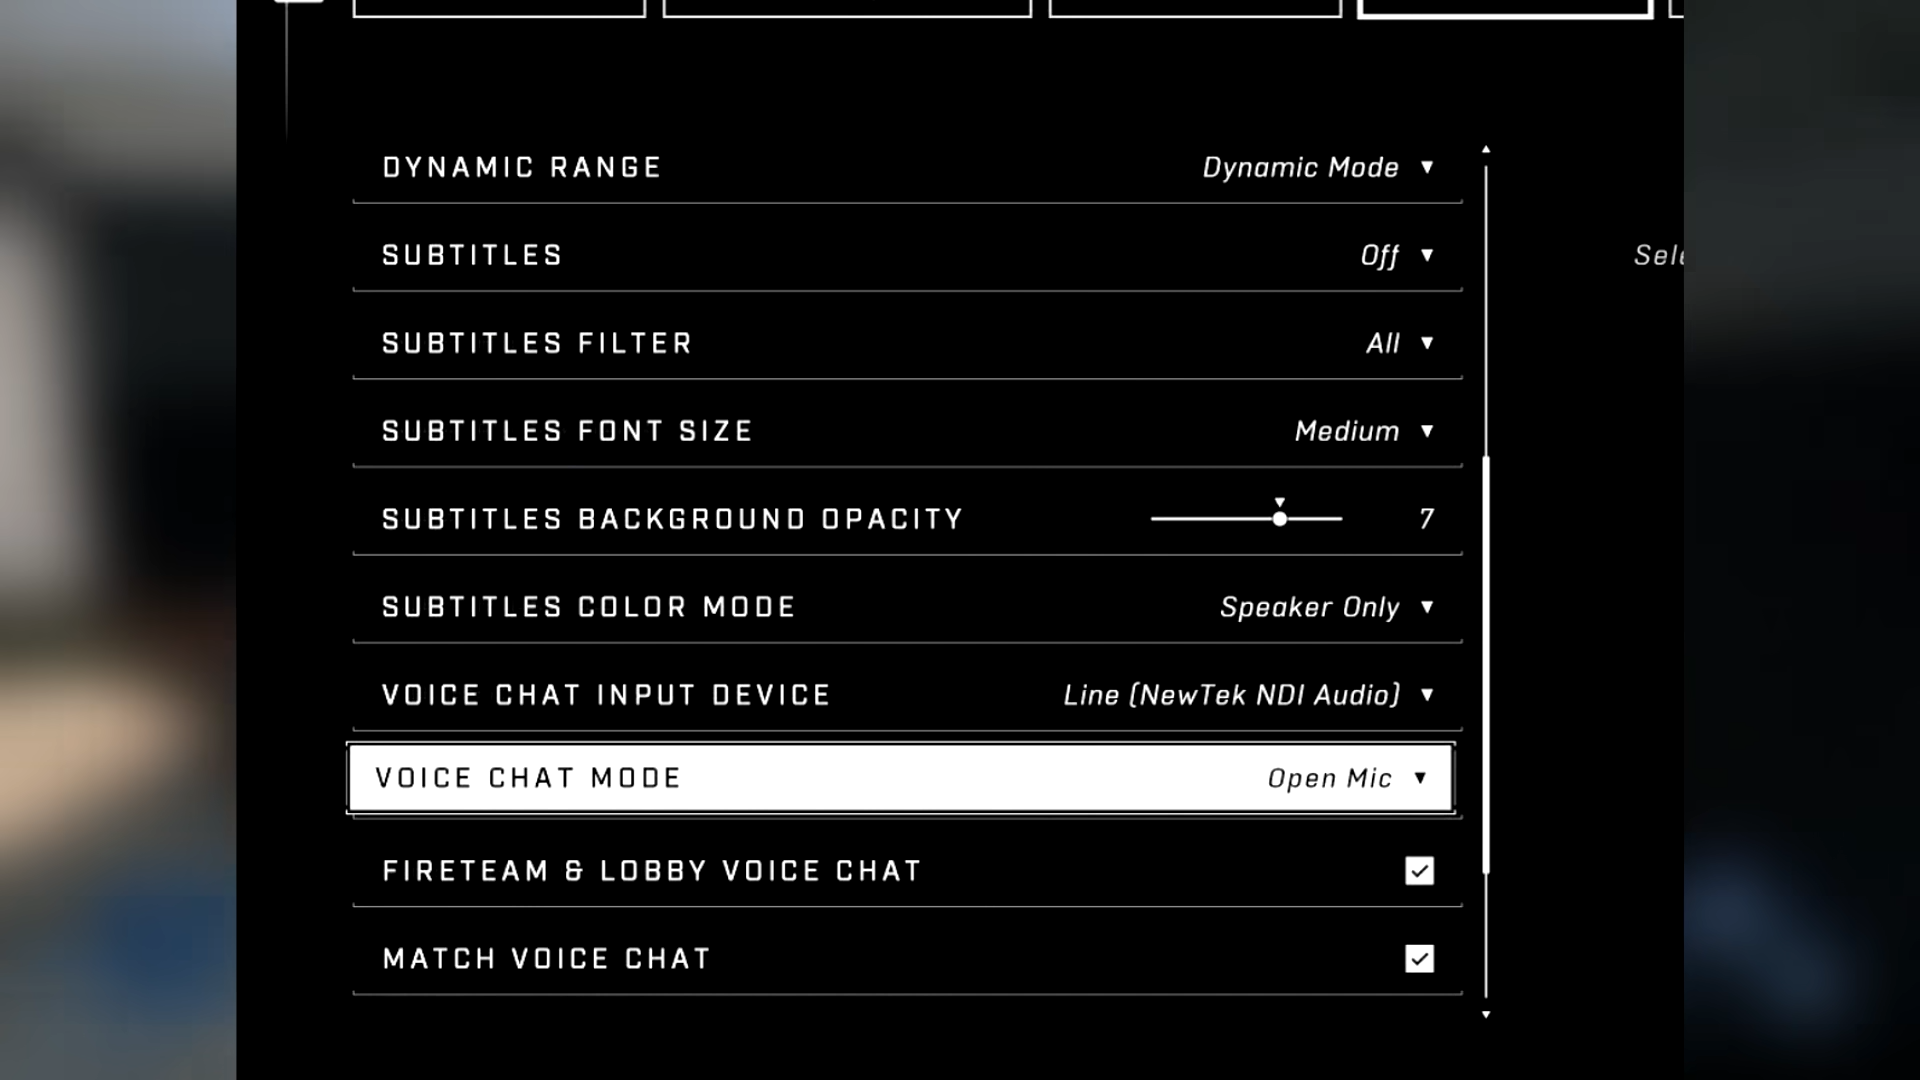 DYNAMIC RANGE Dynamic Mode
SUBTITLES Off
SUBTITLES FILTER All
SUBTITLES FONT SIZE Medium
SUBTITLES BACKGROUND OPACITY 7
SUBTITLES COLOR MODE Speaker Only
VOICE CHAT INPUT DEVICE Line (NewTek NDI Audio)
VOICE CHAT MODE Open Mic
FIRETEAM & LOBBY VOICE CHAT
MATCH VOICE CHAT